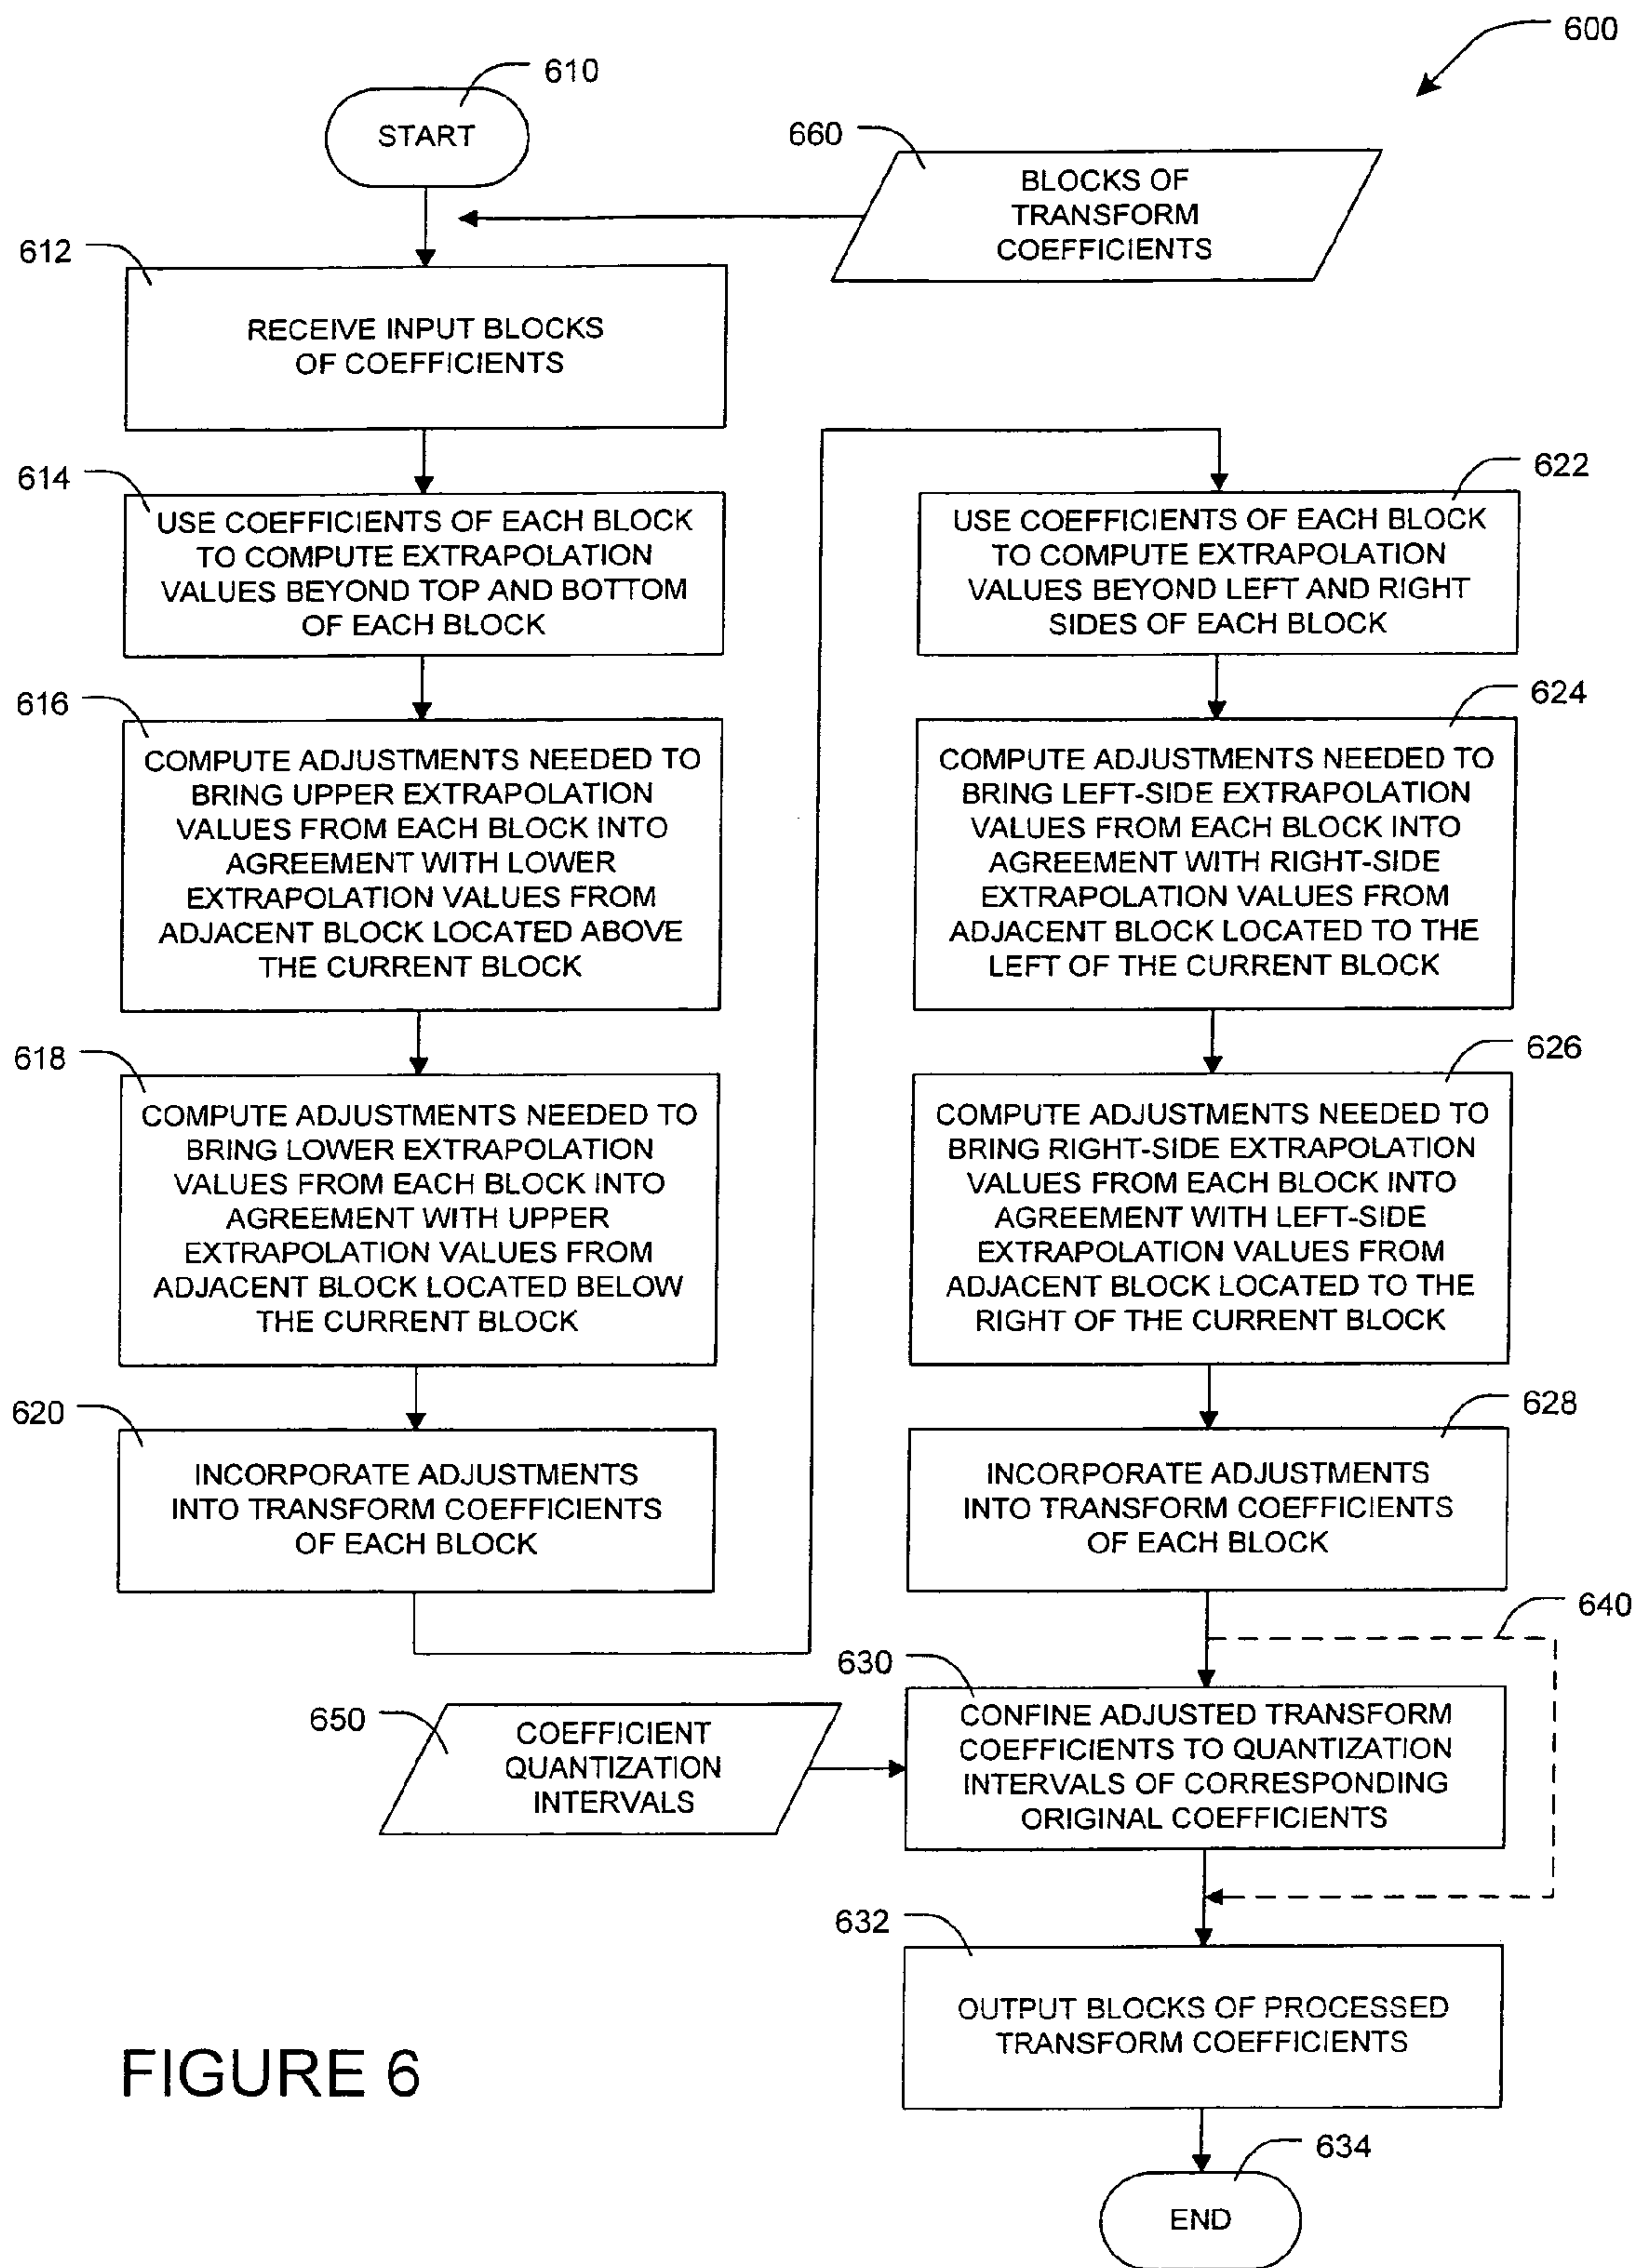 600
610
START
660
BLOCKS OF
TRANSFORM
COEFFICIENTS
612
RECEIVE INPUT BLOCKS
OF COEFFICIENTS
614
USE COEFFICIENTS OF EACH BLOCK
TO COMPUTE EXTRAPOLATION
VALUES BEYOND TOP AND BOTTOM
OF EACH BLOCK
616
COMPUTE ADJUSTMENTS NEEDED TO
BRING UPPER EXTRAPOLATION
VALUES FROM EACH BLOCK INTO
AGREEMENT WITH LOWER
EXTRAPOLATION VALUES FROM
ADJACENT BLOCK LOCATED ABOVE
THE CURRENT BLOCK
618
COMPUTE ADJUSTMENTS NEEDED TO
BRING LOWER EXTRAPOLATION
VALUES FROM EACH BLOCK INTO
AGREEMENT WITH UPPER
EXTRAPOLATION VALUES FROM
ADJACENT BLOCK LOCATED BELOW
THE CURRENT BLOCK
620
INCORPORATE ADJUSTMENTS
INTO TRANSFORM COEFFICIENTS
OF EACH BLOCK
622
USE COEFFICIENTS OF EACH BLOCK
TO COMPUTE EXTRAPOLATION
VALUES BEYOND LEFT AND RIGHT
SIDES OF EACH BLOCK
624
COMPUTE ADJUSTMENTS NEEDED TO
BRING LEFT-SIDE EXTRAPOLATION
VALUES FROM EACH BLOCK INTO
AGREEMENT WITH RIGHT-SIDE
EXTRAPOLATION VALUES FROM
ADJACENT BLOCK LOCATED TO THE
LEFT OF THE CURRENT BLOCK
626
COMPUTE ADJUSTMENTS NEEDED TO
BRING RIGHT-SIDE EXTRAPOLATION
VALUES FROM EACH BLOCK INTO
AGREEMENT WITH LEFT-SIDE
EXTRAPOLATION VALUES FROM
ADJACENT BLOCK LOCATED TO THE
RIGHT OF THE CURRENT BLOCK
628
INCORPORATE ADJUSTMENTS
INTO TRANSFORM COEFFICIENTS
OF EACH BLOCK
640
630
CONFINE ADJUSTED TRANSFORM
COEFFICIENTS TO QUANTIZATION
INTERVALS OF CORRESPONDING
ORIGINAL COEFFICIENTS
650
COEFFICIENT
QUANTIZATION
INTERVALS
632
OUTPUT BLOCKS OF PROCESSED
TRANSFORM COEFFICIENTS
634
END
FIGURE 6